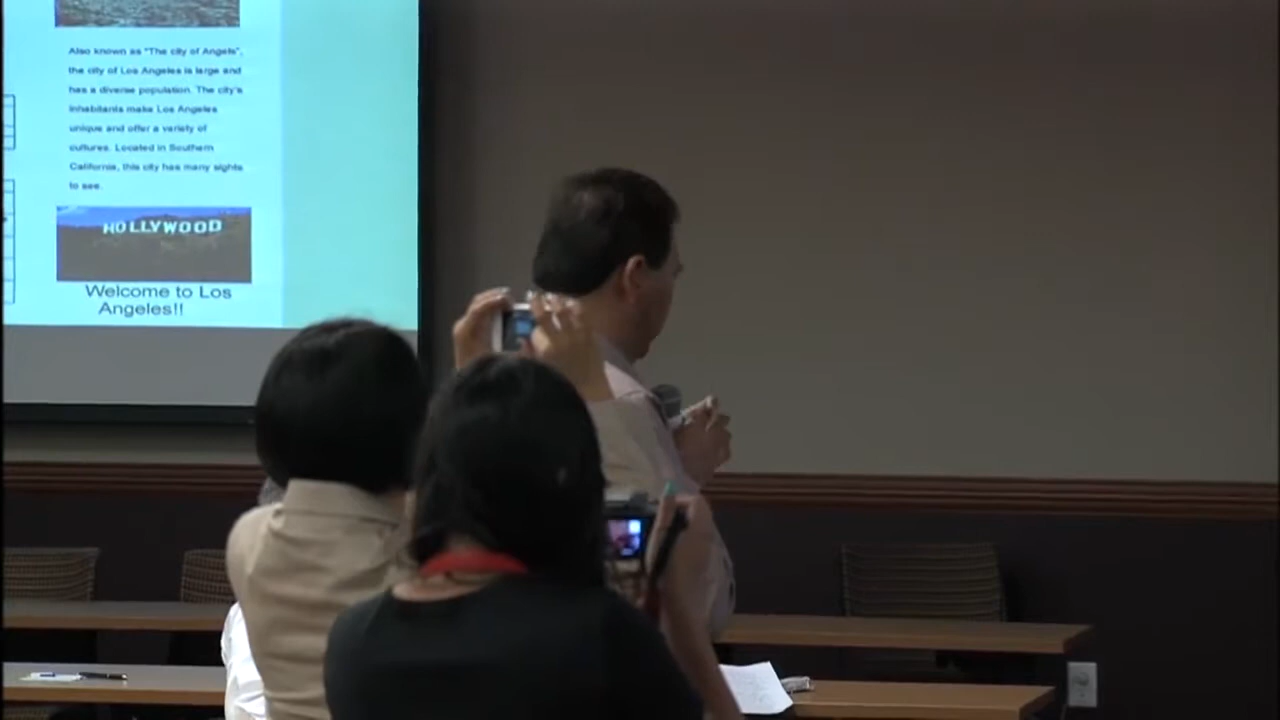 Also known as "The city of Angels",
the city of Los Angeles is large and
has a diverse population. The city's
inhabitants make Los Angeles
unique and offer a variety of
cultures. Located in Southern
California, this city has many sights
to see.
HOLLYWOOD
Welcome to Los
Angeles!!